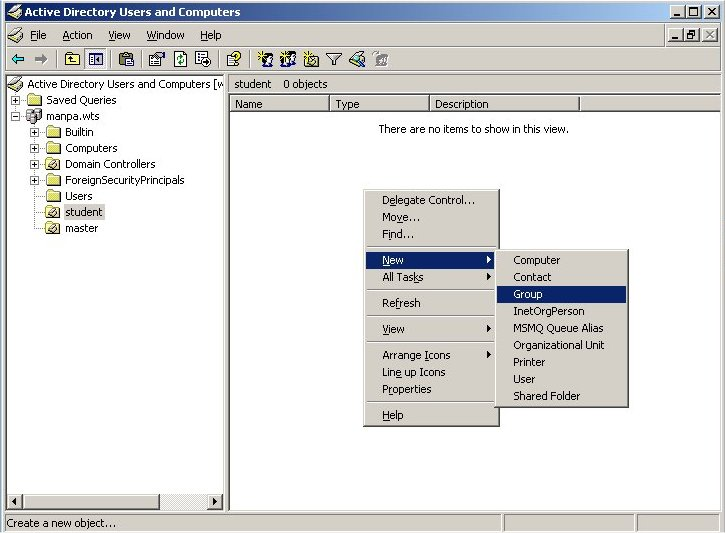 Active Directory Users and Computers
File Action View Window Help
Active Directory Users and Computers [w
Saved Queries
manpa.wts
Builtin
Computers
Domain Controllers
ForeignSecurityPrincipals
Users
student
master
student 0 objects
Name Type Description
There are no items to show in this view.
Delegate Control...
Move...
Find...
New
All Tasks
Refresh
View
Arrange Icons
Line up Icons
Properties
Help
Computer
Contact
Group
InetOrgPerson
MSMQ Queue Alias
Organizational Unit
Printer
User
Shared Folder
Create a new object...